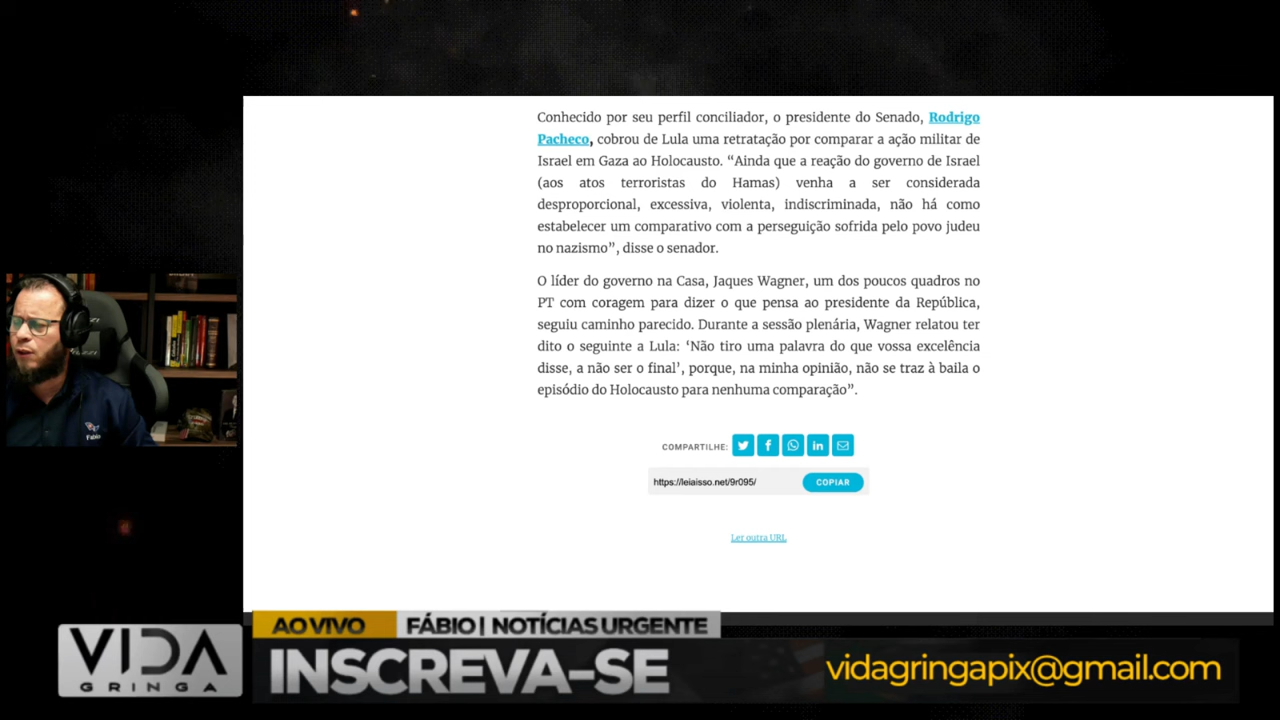 Conhecido por seu perfil conciliador, o presidente do Senado, Rodrigo
Pacheco, cobrou de Lula uma retratação por comparar a ação militar de
Israel em Gaza ao Holocausto. “Ainda que a reação do governo de Israel
(aos atos terroristas do Hamas) venha a ser considerada
desproporcional, excessiva, violenta, indiscriminada, não há como
estabelecer um comparativo com a perseguição sofrida pelo povo judeu
no nazismo”, disse o senador.
O líder do governo na Casa, Jaques Wagner, um dos poucos quadros no
PT com coragem para dizer o que pensa ao presidente da República,
seguiu caminho parecido. Durante a sessão plenária, Wagner relatou ter
dito o seguinte a Lula: ‘Não tiro uma palavra do que vossa excelência
disse, a não ser o final’, porque, na minha opinião, não se traz à baila o
episódio do Holocausto para nenhuma comparação”.
COMPARTILHE:
https://leiaisso.net/9r095/ COPIAR
Ler outra URL
Fabio
AO VIVO FÁBIO | NOTÍCIAS URGENTE
VIDA
GRINGA
INSCREVA-SE
vidagringapix@gmail.com